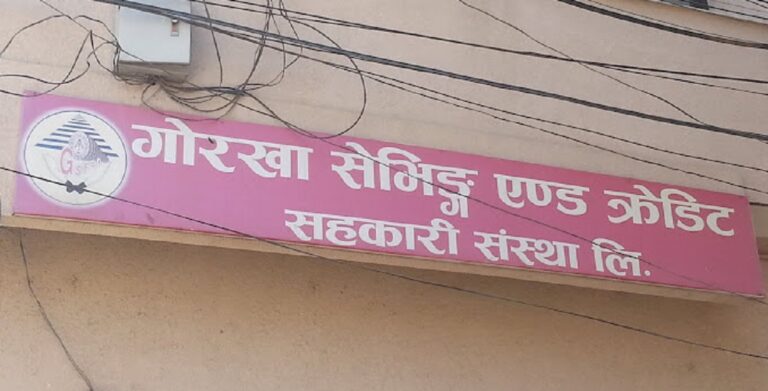 गोरखा सेभिङ्ग एण्ड क्रेडिट
सहकारी संस्था लि.